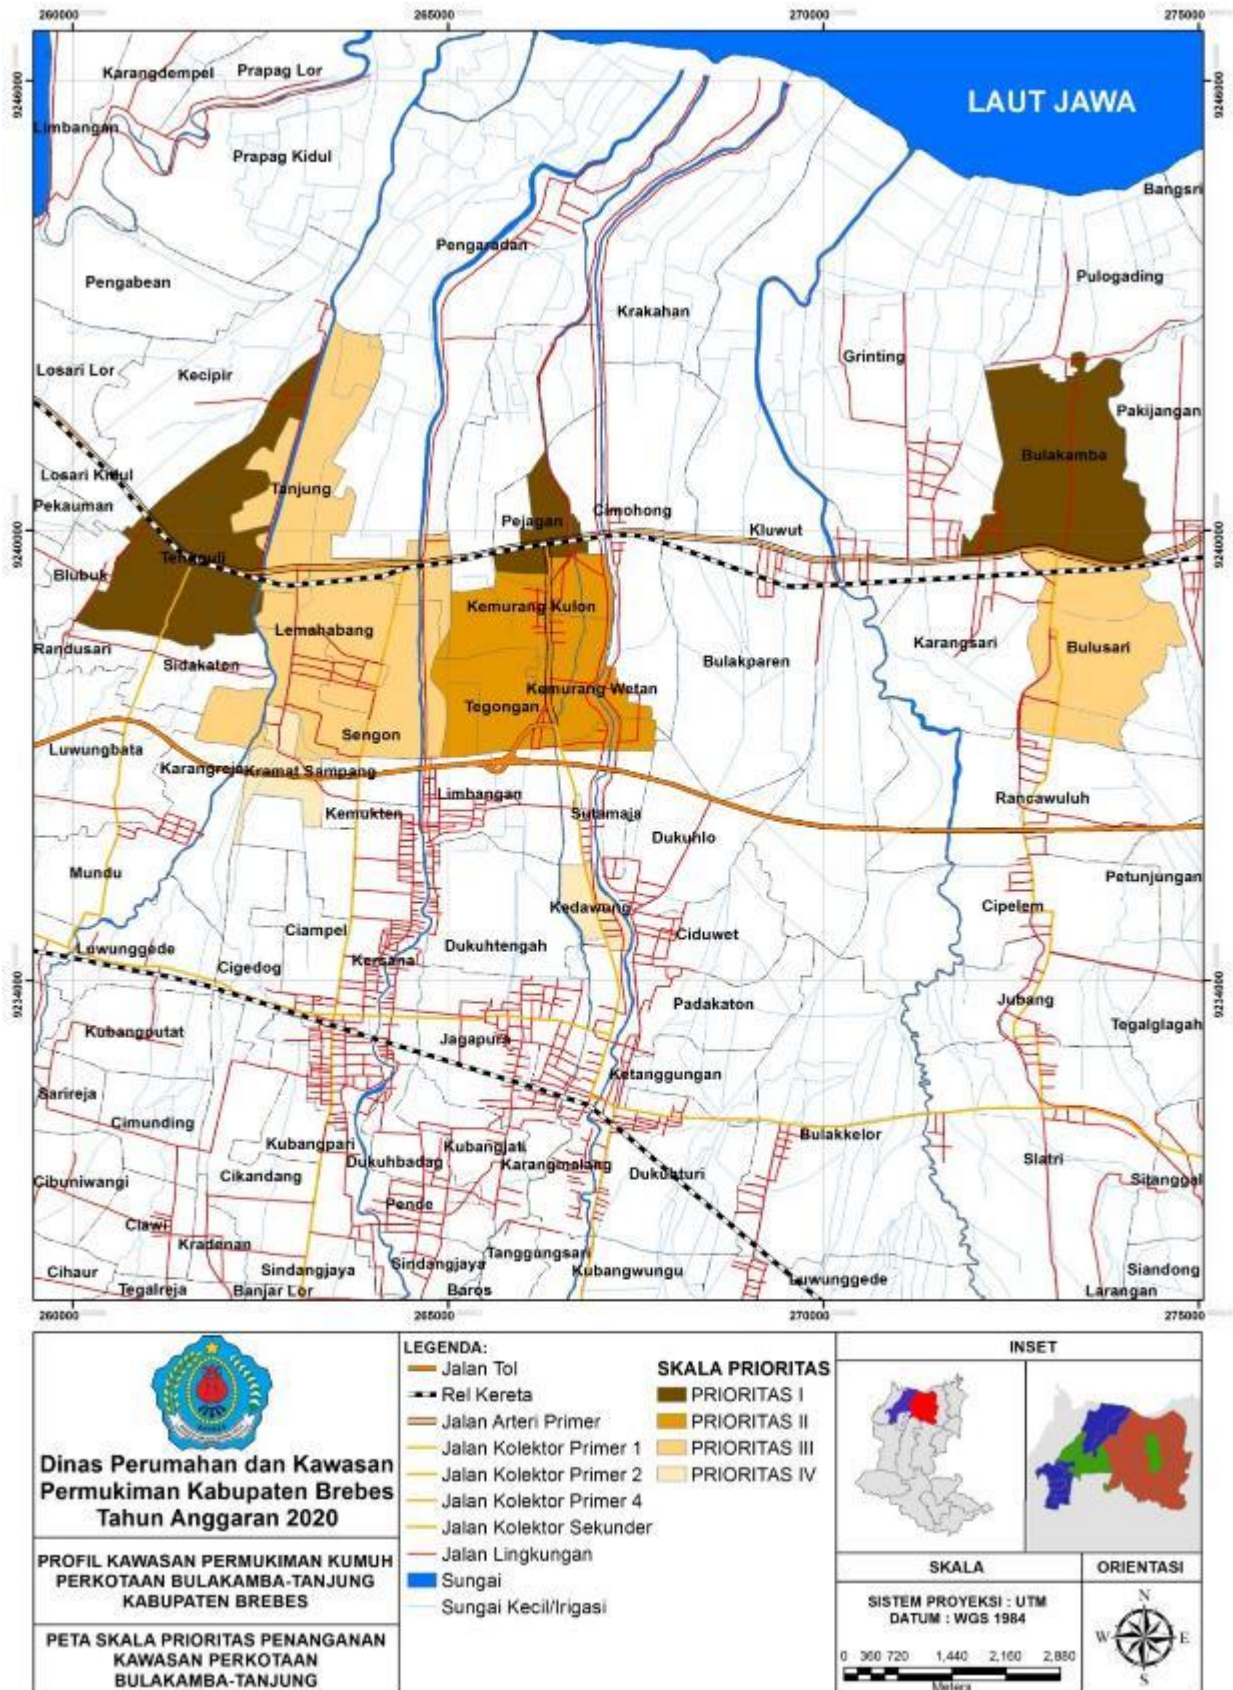 260000
265000
270000
275000
9246000
9246000
Karangdempel
Prapag Lor
LAUT JAWA
Limbangan
Prapag Kidul
Bangsri
Pengaradan
Pengabean
Pulogading
Krakahan
Grinting
Losari Lor
Kecipir
Pakijangan
Bulakamba
Losari Kidul
Tanjung
Pekauman
Cimohong
Pejagan
Kluwut
9240000
9240000
Tengguli
Blubuk
Kemurang Kulon
Lemahabang
Karangsari
Bulusari
Randusari
Sidakaton
Bulakparen
Kemurang Wetan
Tegongan
Sengon
Luwungbata
Karangreja
Kramat Sampang
Limbangan
Rancawuluh
Kemukten
Sutamaja
Dukuhlo
Mundu
Petunjungan
Kedawung
Cipelem
Ciampel
Ciduwet
Luwunggede
Dukuhtengah
Cigedog
Kersana
9234000
9234000
Padakaton
Jubang
Kubangputat
Jagapura
Tegalglagah
Ketanggungan
Sarireja
Cimunding
Kubangpari
Kubangjati
Bulakkelor
Dukuhbadag
Karangmalang
Slatri
Cibuniwangi
Cikandang
Dukuhturi
Sitanggal
Pende
Ciawi
Kradenan
Tanggungsari
Cihaur
Sindangjaya
Sindangjaya
Kubangwungu
Luwunggede
Siandong
Tegalreja
Banjar Lor
Baros
Larangan
260000
265000
270000
275000
Dinas Perumahan dan Kawasan
Permukiman Kabupaten Brebes
Tahun Anggaran 2020
PROFIL KAWASAN PERMUKIMAN KUMUH
PERKOTAAN BULAKAMBA-TANJUNG
KABUPATEN BREBES
PETA SKALA PRIORITAS PENANGANAN
KAWASAN PERKOTAAN
BULAKAMBA-TANJUNG
LEGENDA:
Jalan Tol
Rel Kereta
Jalan Arteri Primer
Jalan Kolektor Primer 1
Jalan Kolektor Primer 2
Jalan Kolektor Primer 4
Jalan Kolektor Sekunder
Jalan Lingkungan
Sungai
Sungai Kecil/Irigasi
SKALA PRIORITAS
PRIORITAS I
PRIORITAS II
PRIORITAS III
PRIORITAS IV
INSET
SKALA
SISTEM PROYEKSI : UTM
DATUM : WGS 1984
0 360 720 1,440 2,160 2,880
Meters
ORIENTASI
N
W
E
S